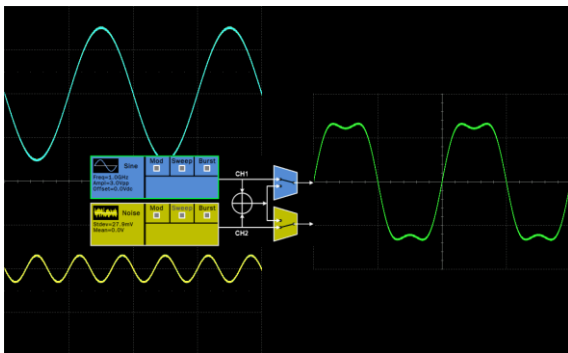 Sine
Mod
Sweep
Burst
Freq=1.0GHz
Ampl=3.0Vpp
Offset=0.0Vdc
CH1
Noise
Mod
Sweep
Burst
Stdev=27.9mV
Mean=0.0V
CH2